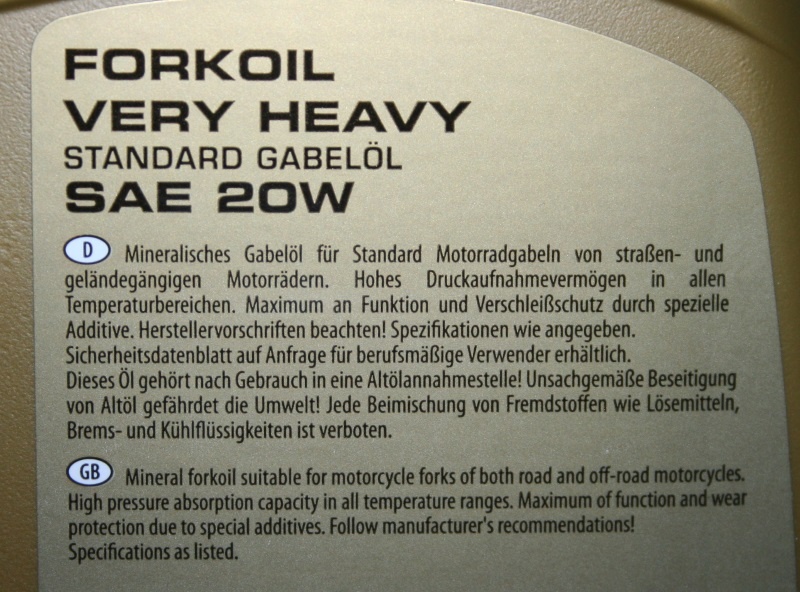 FORKOIL
VERY HEAVY
STANDARD GABELÖL
SAE 20W
D Mineralisches Gabelöl für Standard Motorradgabeln von straßen- und
geländegängigen Motorrädern. Hohes Druckaufnahmevermögen in allen
Temperaturbereichen. Maximum an Funktion und Verschleißschutz durch spezielle
Additive. Herstellervorschriften beachten! Spezifikationen wie angegeben.
Sicherheitsdatenblatt auf Anfrage für berufsmäßige Verwender erhältlich.
Dieses Öl gehört nach Gebrauch in eine Altölannahmestelle! Unsachgemäße Beseitigung
von Altöl gefährdet die Umwelt! Jede Beimischung von Fremdstoffen wie Lösemitteln,
Brems- und Kühlflüssigkeiten ist verboten.
GB Mineral forkoil suitable for motorcycle forks of both road and off-road motorcycles.
High pressure absorption capacity in all temperature ranges. Maximum of function and wear
protection due to special additives. Follow manufacturer's recommendations!
Specifications as listed.